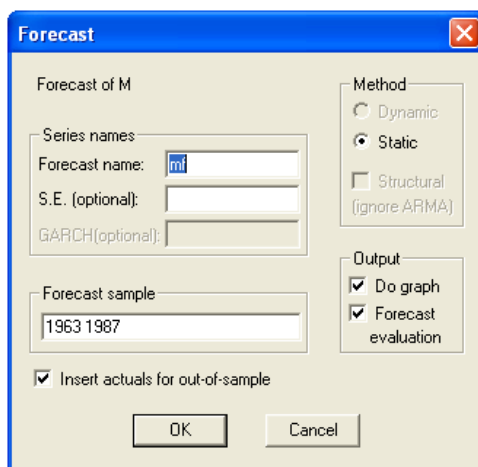 Forecast
Forecast of M
Series names
Forecast name: mf
S.E. (optional):
GARCH(optional):
Forecast sample
1963 1987
Insert actuals for out-of-sample
Method
Dynamic
Static
Structural
(ignore ARMA)
Output
Do graph
Forecast
evaluation
OK
Cancel